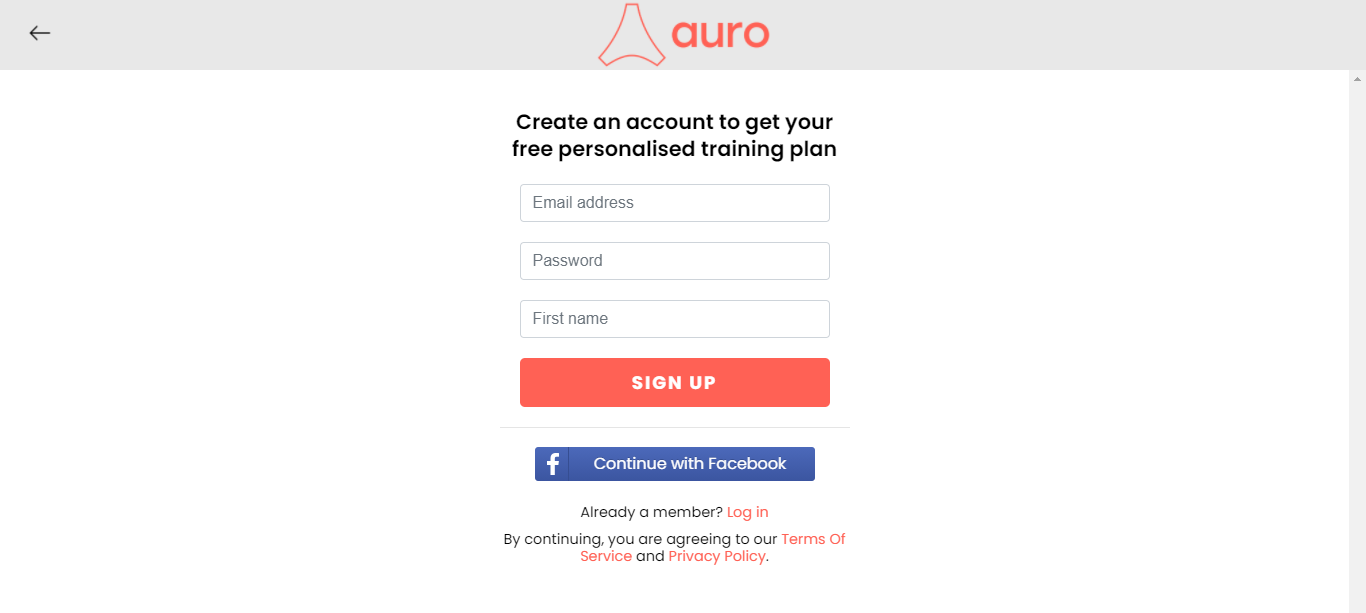 auro
Create an account to get your
free personalised training plan
Email address
Password
First name
SIGN UP
Continue with Facebook
Already a member? Log in
By continuing, you are agreeing to our Terms Of
Service and Privacy Policy.